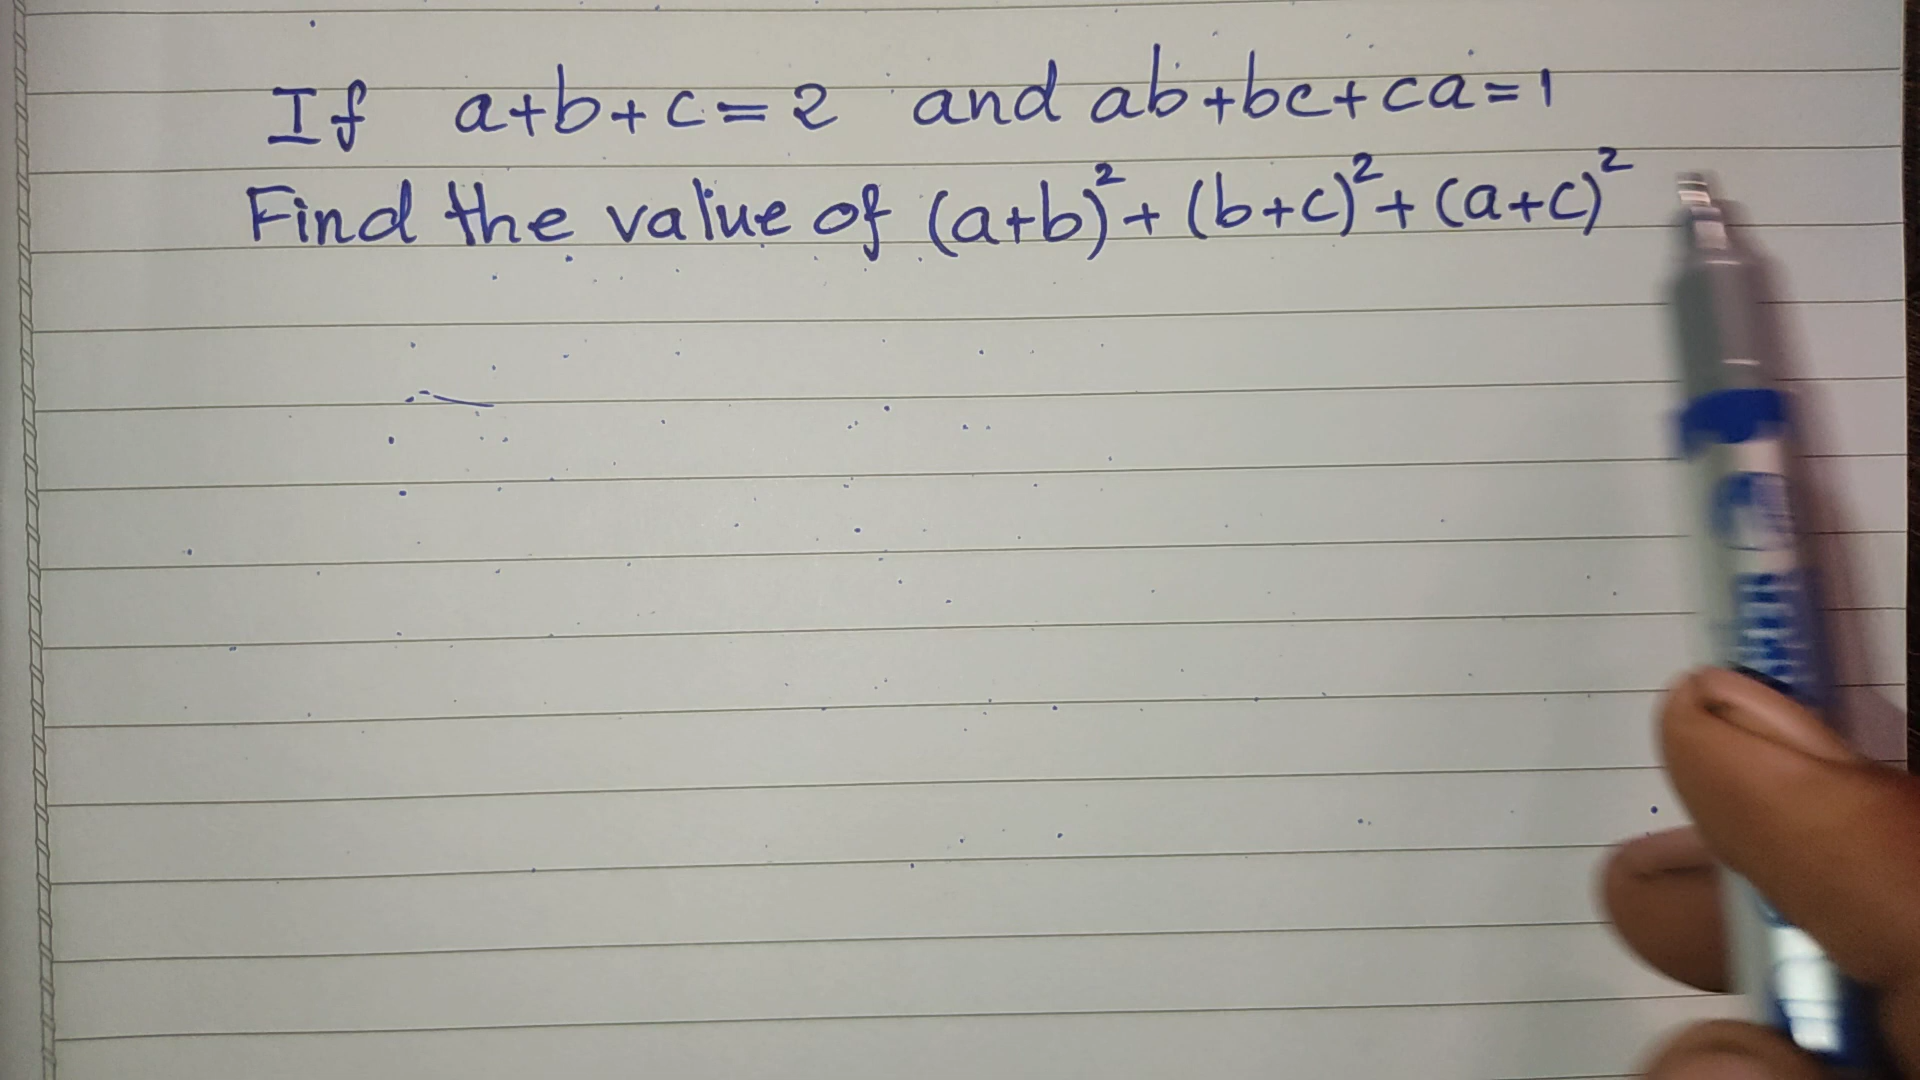 If a+b+c=2 and ab+bc+ca=1
Find the value of (a+b)²+(b+c)²+(a+c)²